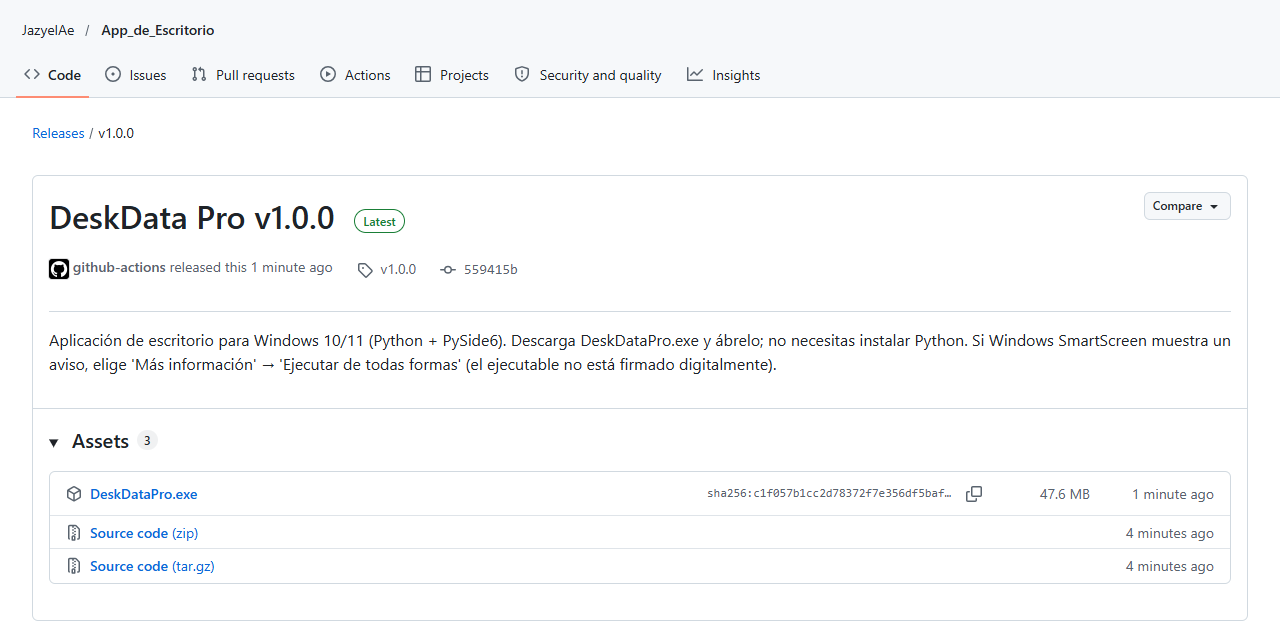 JazyelAe / App_de_Escritorio
Code Issues Pull requests Actions Projects Security and quality Insights
Releases / v1.0.0
DeskData Pro v1.0.0 Latest Compare
github-actions released this 1 minute ago v1.0.0 559415b
Aplicación de escritorio para Windows 10/11 (Python + PySide6). Descarga DeskDataPro.exe y ábrelo; no necesitas instalar Python. Si Windows SmartScreen muestra un
aviso, elige 'Más información' → 'Ejecutar de todas formas' (el ejecutable no está firmado digitalmente).
Assets 3
DeskDataPro.exe sha256:c1f057b1cc2d78372f7e356df5baf… 47.6 MB 1 minute ago
Source code (zip) 4 minutes ago
Source code (tar.gz) 4 minutes ago